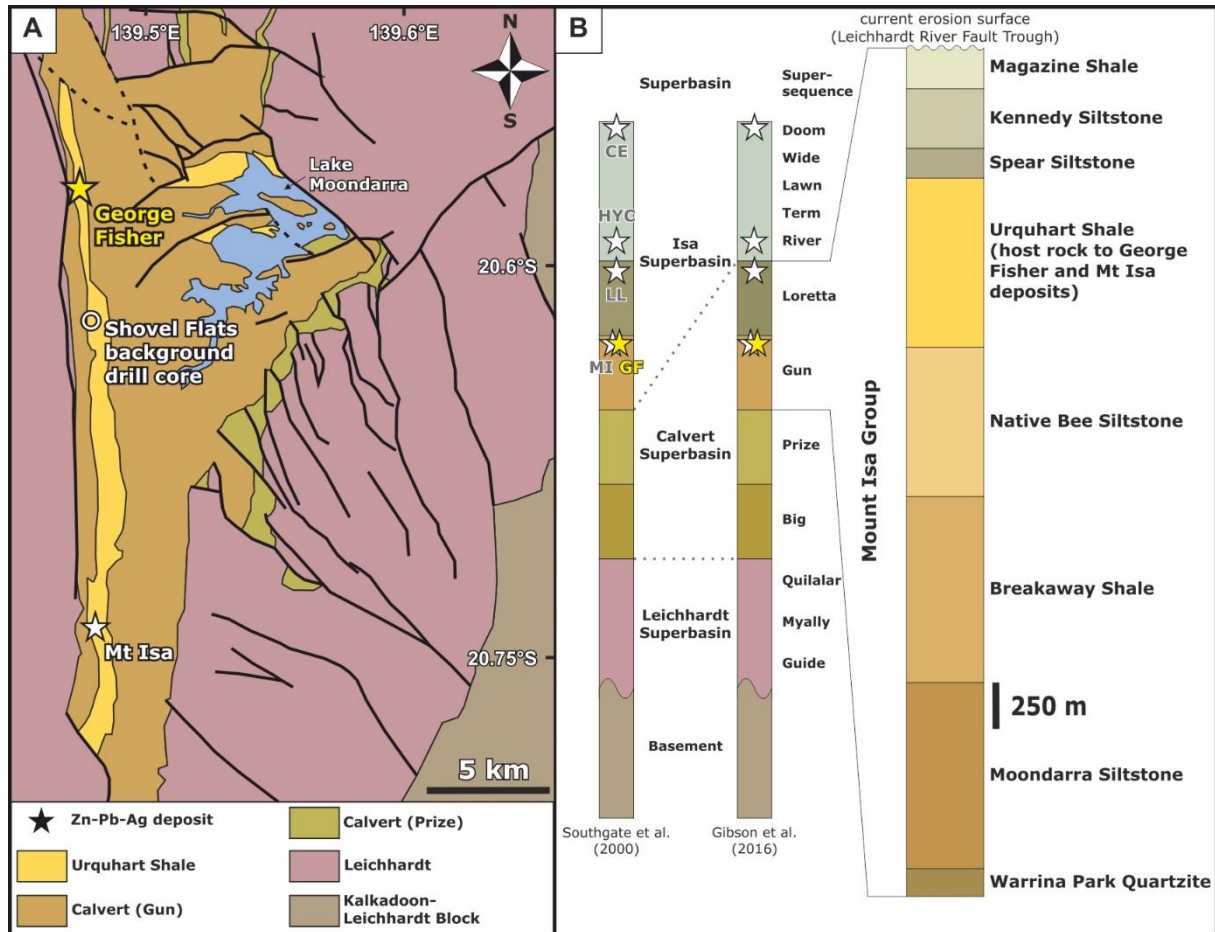 A
139.5°E
139.6°E
N
S
Lake
Moondarra
George
Fisher
20.6°S
Shovel Flats
background
drill core
Mt Isa
20.75°S
5 km
Zn-Pb-Ag deposit
Urquhart Shale
Calvert (Gun)
Calvert (Prize)
Leichhardt
Kalkadoon-
Leichhardt Block
B
current erosion surface
(Leichhardt River Fault Trough)
Superbasin
Super-
sequence
CE
HYC
LL
MI GF
Isa
Superbasin
Calvert
Superbasin
Leichhardt
Superbasin
Basement
Doom
Wide
Lawn
Term
River
Loretta
Gun
Prize
Big
Quilalar
Myally
Guide
Southgate et al.
(2000)
Gibson et al.
(2016)
Mount Isa Group
Magazine Shale
Kennedy Siltstone
Spear Siltstone
Urquhart Shale
(host rock to George
Fisher and Mt Isa
deposits)
Native Bee Siltstone
Breakaway Shale
250 m
Moondarra Siltstone
Warrina Park Quartzite